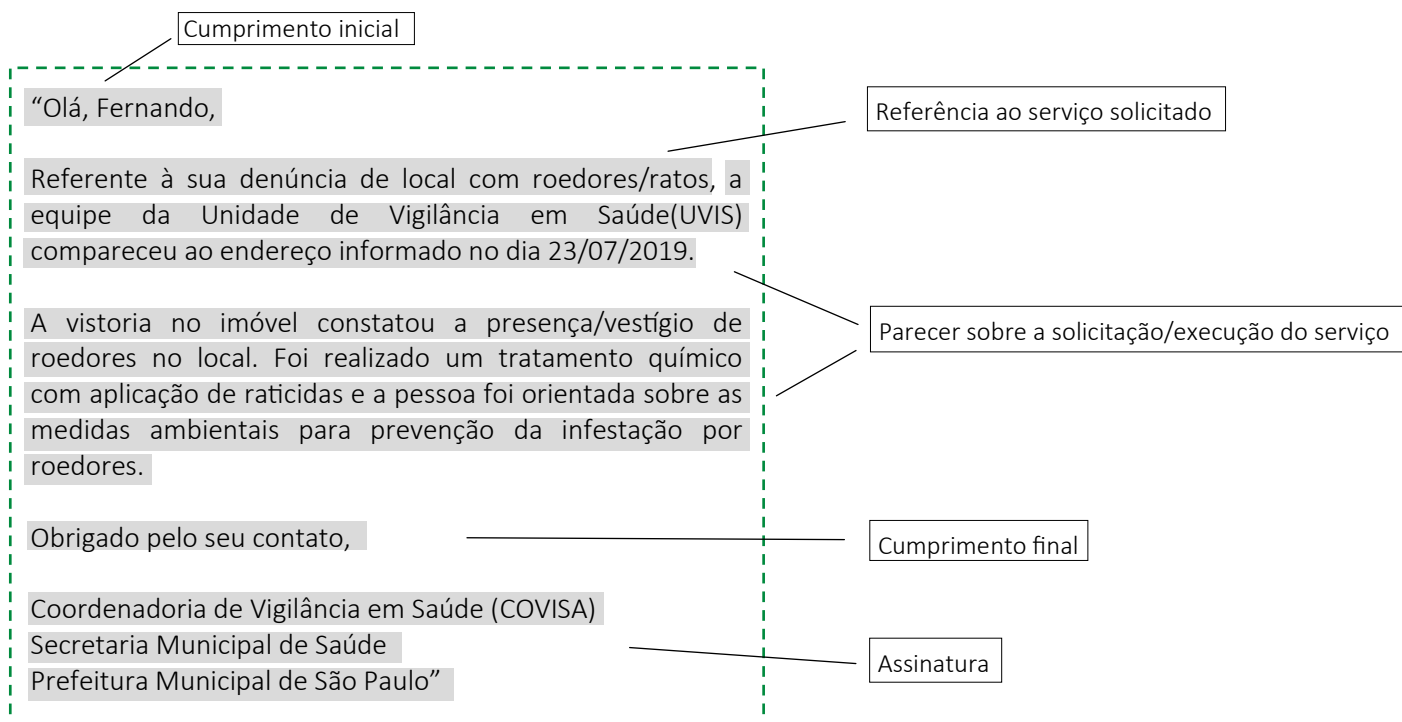 Cumprimento inicial
“Olá, Fernando,
Referência ao serviço solicitado
Referente à sua denúncia de local com roedores/ratos, a
equipe da Unidade de Vigilância em Saúde(UVIS)
compareceu ao endereço informado no dia 23/07/2019.
A vistoria no imóvel constatou a presença/vestígio de
roedores no local. Foi realizado um tratamento químico
com aplicação de raticidas e a pessoa foi orientada sobre as
medidas ambientais para prevenção da infestação por
roedores.
Parecer sobre a solicitação/execução do serviço
Obrigado pelo seu contato,
Cumprimento final
Coordenadoria de Vigilância em Saúde (COVISA)
Secretaria Municipal de Saúde
Prefeitura Municipal de São Paulo”
Assinatura